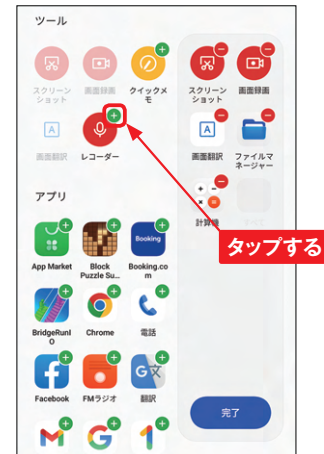 ツール
スクリーン
ショット
画面録画
クイックメ
モ
スクリーン
ショット
画面録画
画面翻訳
レコーダー
画面翻訳
ファイルマ
ネージャー
計算機
タップする
アプリ
App Market
Block
Puzzle Su...
Booking
Booking.co
m
BridgeRunI
O
Chrome
電話
Facebook
FMラジオ
翻訳
完了